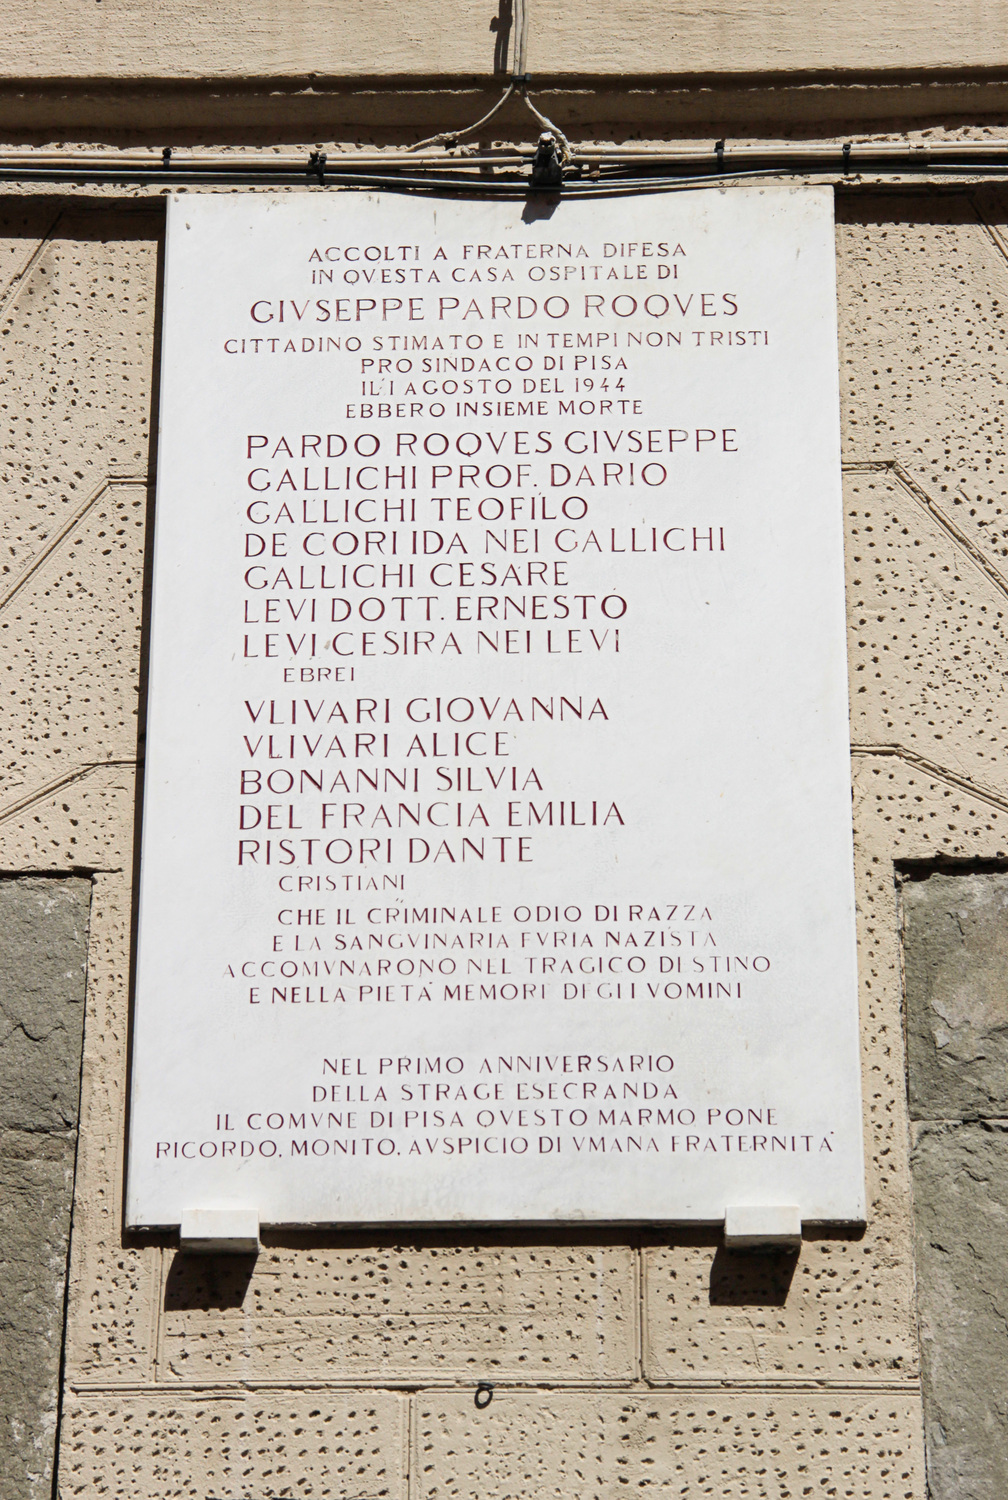 ACCOLTI A FRATERNA DIFESA
IN QVESTA CASA OSPITALE DI
GIVSEPPE PARDO ROQVES
CITTADINO STIMATO E IN TEMPI NON TRISTI
PRO SINDACO DI PISA
IL 1 AGOSTO DEL 1944
EBBERO INSIEME MORTE
PARDO ROQVES GIVSEPPE
GALLICHI PROF. DARIO
GALLICHI TEOFILO
DE CORI IDA NEI GALLICHI
GALLICHI CESARE
LEVI DOTT. ERNESTO
LEVI CESIRA NEI LEVI
EBREI
VLIVARI GIOVANNA
VLIVARI ALICE
BONANNI SILVIA
DEL FRANCIA EMILIA
RISTORI DANTE
CRISTIANI
CHE IL CRIMINALE ODIO DI RAZZA
E LA SANGVINARIA FVRIA NAZISTA
ACCOMVNARONO NEL TRAGICO DESTINO
E NELLA PIETÀ MEMORE DEGLI VOMINI
NEL PRIMO ANNIVERSARIO
DELLA STRAGE ESECRANDA
IL COMVNE DI PISA QVESTO MARMO PONE
RICORDO, MONITO, AVSPICIO DI VMANA FRATERNITÀ